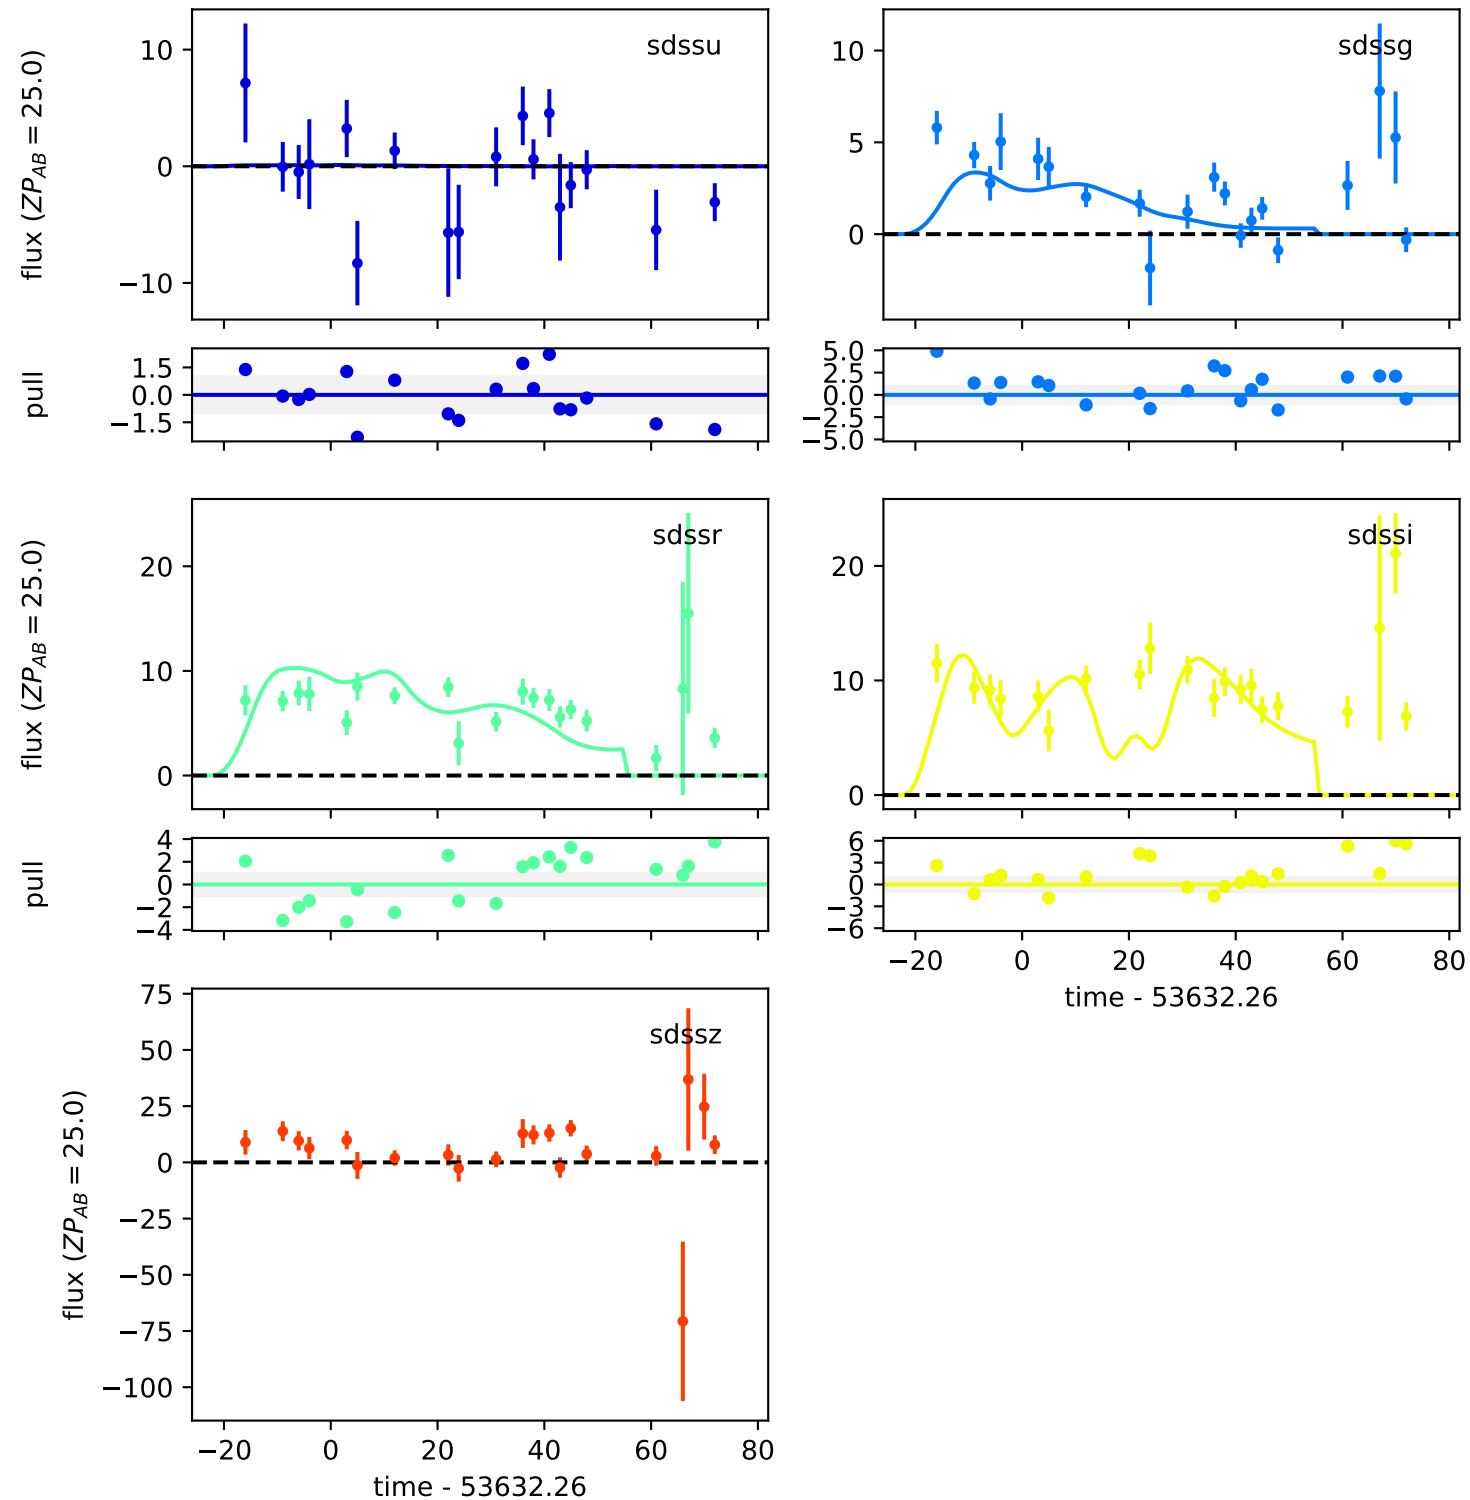 sdssu
flux (ZP_AB = 25.0)
10
0
−10
sdssg
10
5
0
pull
1.5
0.0
−1.5
5.0
2.5
0.0
−2.5
−5.0
sdssr
flux (ZP_AB = 25.0)
20
10
0
sdssi
20
10
0
pull
4
2
0
−2
−4
6
3
0
−3
−6
−20 0 20 40 60 80
time - 53632.26
sdssz
flux (ZP_AB = 25.0)
75
50
25
0
−25
−50
−75
−100
−20 0 20 40 60 80
time - 53632.26